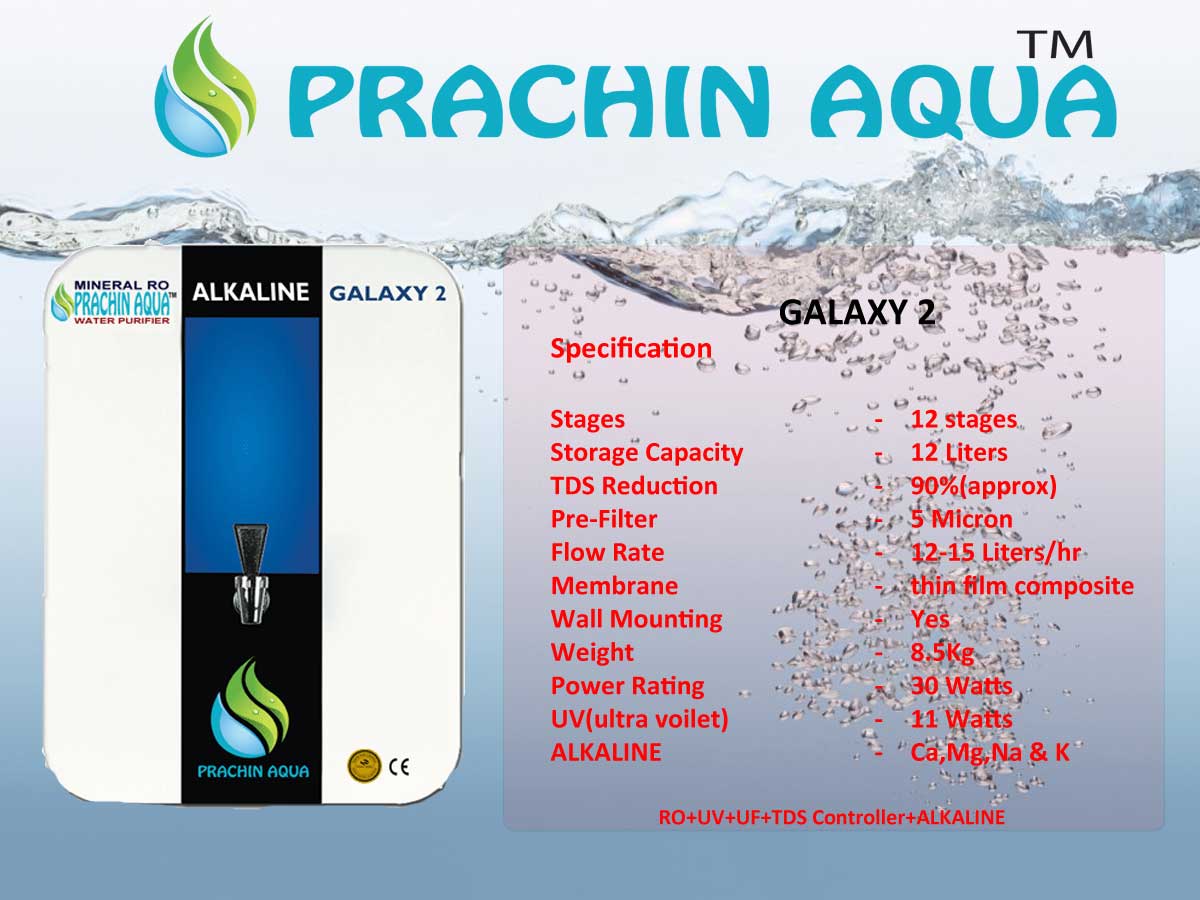 PRACHIN AQUA TM
MINERAL RO
PRACHIN AQUA™
WATER PURIFIER
ALKALINE
GALAXY 2
PRACHIN AQUA
CE
GALAXY 2
Specification
Stages - 12 stages
Storage Capacity - 12 Liters
TDS Reduction - 90%(approx)
Pre-Filter - 5 Micron
Flow Rate - 12-15 Liters/hr
Membrane - thin film composite
Wall Mounting - Yes
Weight - 8.5Kg
Power Rating - 30 Watts
UV(ultra voilet) - 11 Watts
ALKALINE - Ca,Mg,Na & K
RO+UV+UF+TDS Controller+ALKALINE